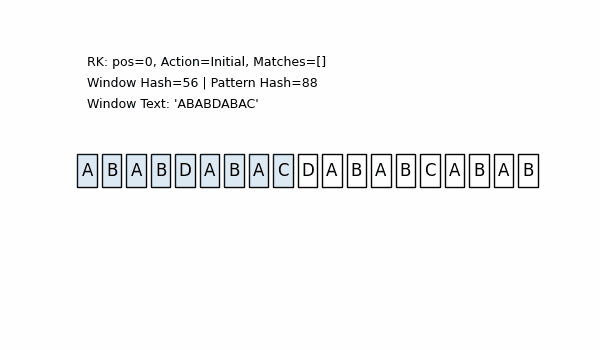 RK: pos=0, Action=Initial, Matches=[]
Window Hash=56 | Pattern Hash=88
Window Text: 'ABABDABAC'
A B A B D A B A C D A B A B C A B A B